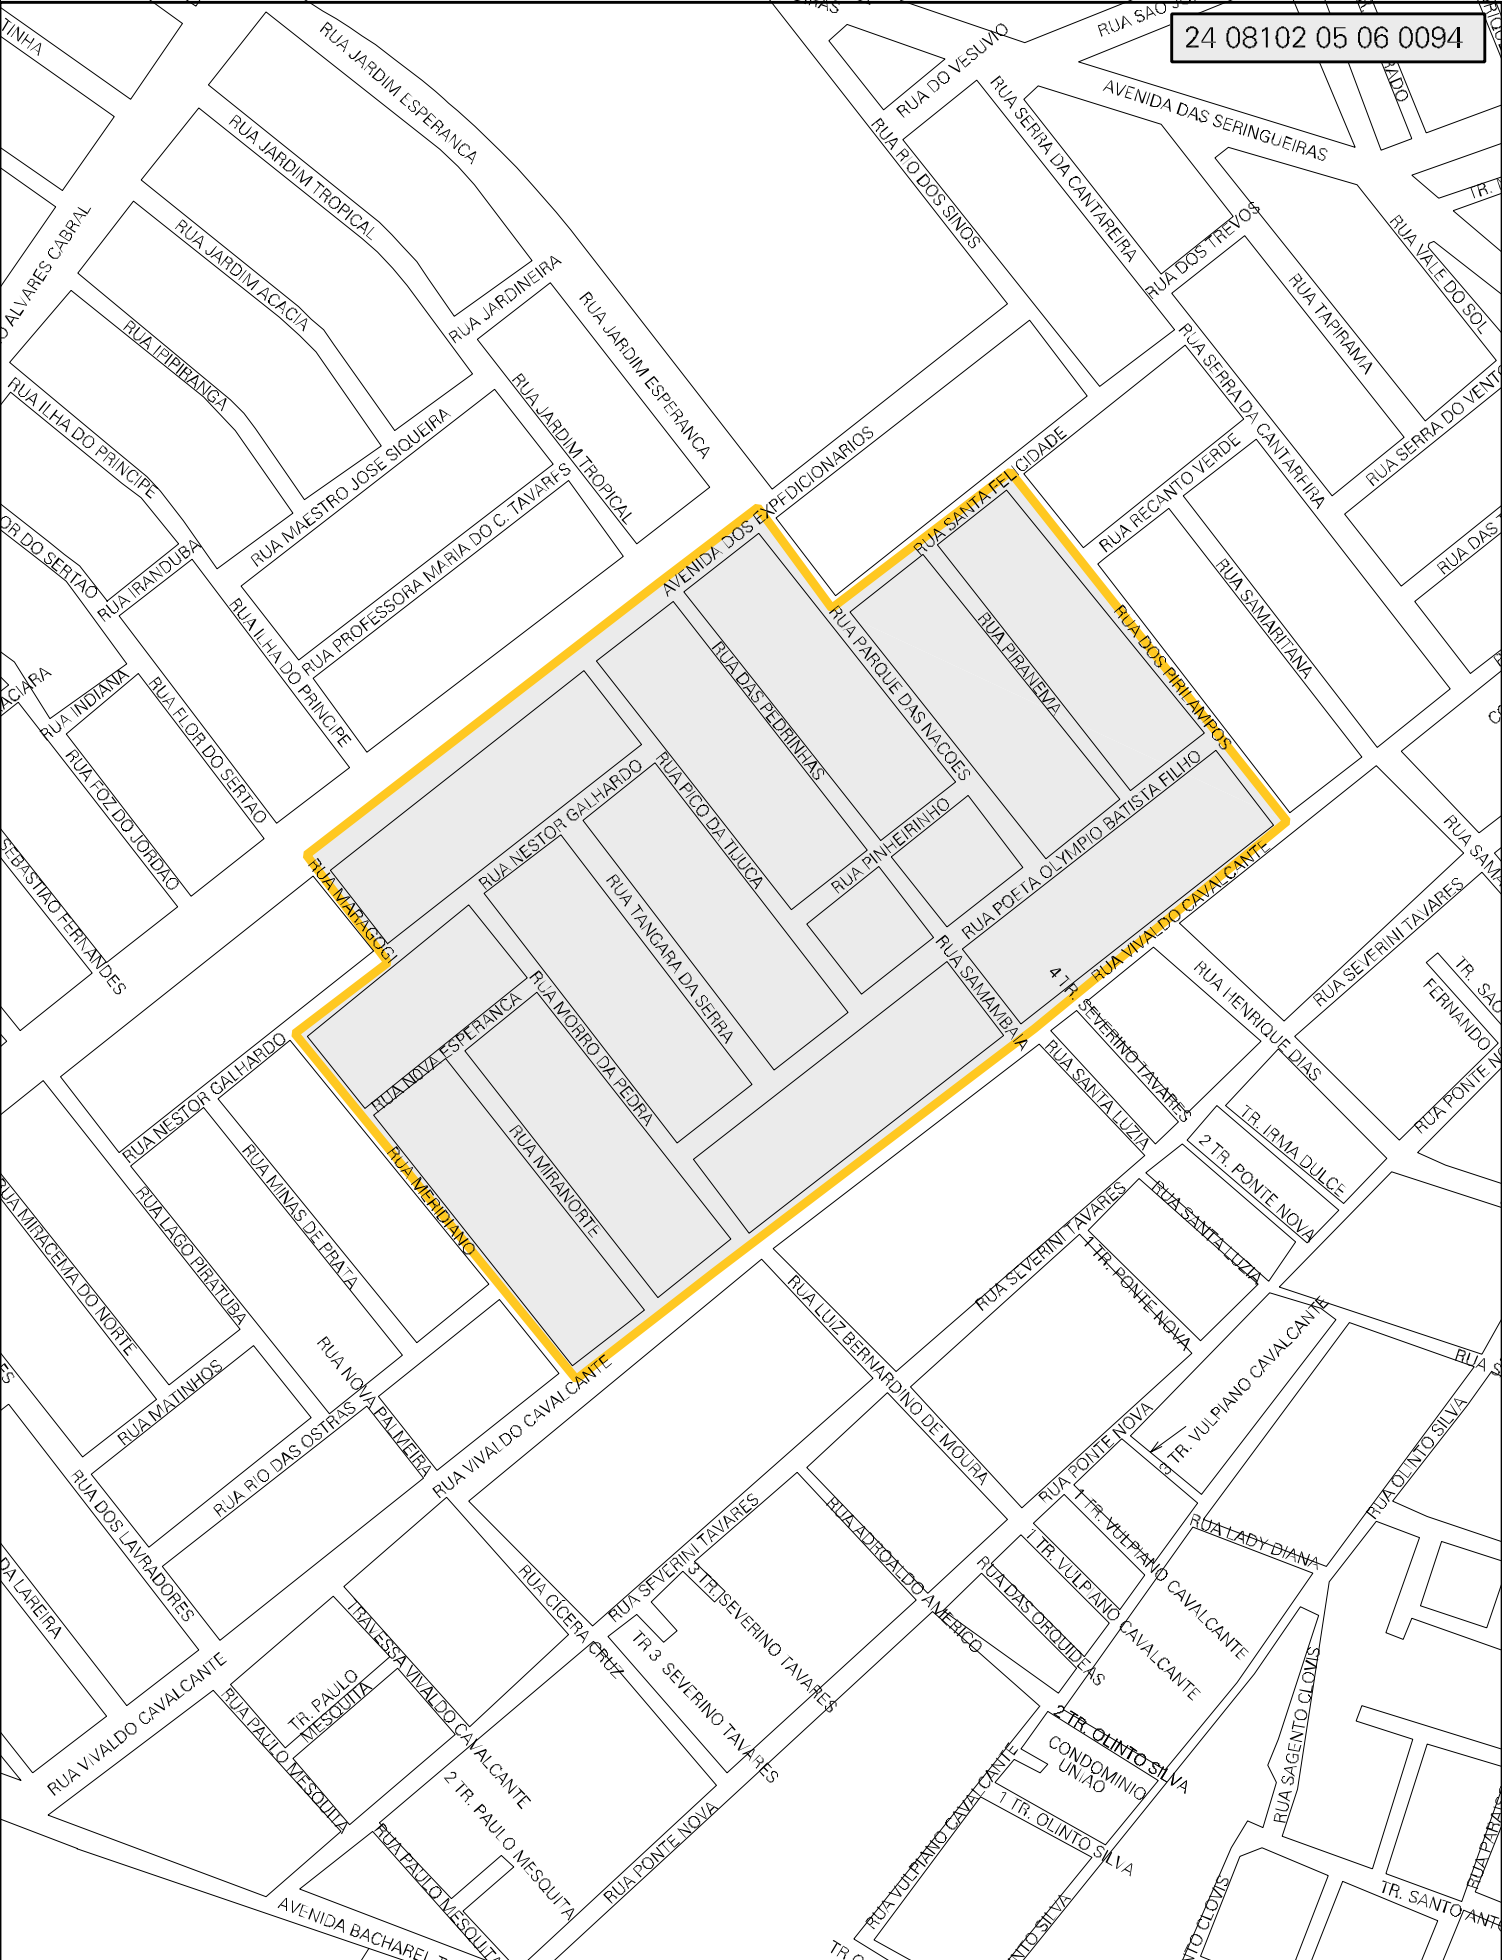 24 08102 05 06 0094
RUA JARDIM ESPERANCA
RUA DO VESUVIO
AVENIDA DAS SERINGUEIRAS
RUA SERRA DA CANTAREIRA
RUA RIO DOS SINOS
RUA JARDIM TROPICAL
RUA JARDIM ACACIA
RUA DOS TREVOS
RUA VALE DO SOL
RUA JARDINEIRA
RUA TAPIRAMA
RUA JARDIM ESPERANCA
RUA IPIPIRANGA
RUA ILHA DO PRINCIPE
RUA SERRA DA CANTAREIRA
RUA JARDIM TROPICAL
RUA MAESTRO JOSE SIQUEIRA
RUA PROFESSORA MARIA DO C. TAVARES
AVENIDA DOS EXPEDICIONARIOS
RUA SANTA FELICIDADE
RUA RECANTO VERDE
RUA IRANDUBA
RUA ILHA DO PRINCIPE
RUA SAMARITANA
RUA DOS PIRILAMPOS
RUA PIRANEMA
RUA PARQUE DAS NACOES
RUA DAS PEDRINHAS
RUA INDIANA
RUA FLOR DO SERTAO
RUA FOZ DO JORDAO
RUA NESTOR GALHARDO
RUA PICO DA TIJUCA
RUA PINHEIRINHO
RUA POETA OLYMPIO BATISTA FILHO
RUA MARAGOGI
RUA TANGARA DA SERRA
RUA VIVALDO CAVALCANTE
RUA SAMAMBAIA
RUA SEVERINI TAVARES
RUA HENRIQUE DIAS
4 TR. SEVERINO TAVARES
RUA SANTA LUZIA
RUA MORRO DA PEDRA
RUA NOVA ESPERANCA
RUA NESTOR GALHARDO
RUA MINAS DE PRATA
RUA MERIDIANO
RUA MIRANORTE
TR. IRMA DULCE
2 TR. PONTE NOVA
RUA SANTA LUZIA
1 TR. PONTE NOVA
RUA SEVERINI TAVARES
RUA LAGO PIRATUBA
RUA MIRACEMA DO NORTE
RUA MATINHOS
RUA NOVA PALMEIRA
RUA RIO DAS OSTRAS
RUA VIVALDO CAVALCANTE
RUA LUIZ BERNARDINO DE MOURA
3 TR. VULPIANO CAVALCANTE
RUA PONTE NOVA
RUA OLINTO SILVA
RUA DOS LAVRADORES
RUA SEVERINI TAVARES
RUA ADROALDO AMERICO
1 TR. VULPIANO CAVALCANTE
1 TR. VULPIANO CAVALCANTE
RUA LADY DIANA
RUA DAS ORQUIDEAS
RUA CÍCERA CRUZ
3 TR. SEVERINO TAVARES
TR 3 SEVERINO TAVARES
TRAVESSA VIVALDO CAVALCANTE
TR. PAULO
MESQUITA
RUA VIVALDO CAVALCANTE
RUA PAULO MESQUITA
2 TR. PAULO MESQUITA
RUA PAULO MESQUITA
RUA PONTE NOVA
2 TR. OLINTO SILVA
CONDOMINIO
UNIAO
1 TR. OLINTO SILVA
RUA VULPIANO CAVALCANTE
RUA SAGENTO CLOVIS
AVENIDA BACHAREL